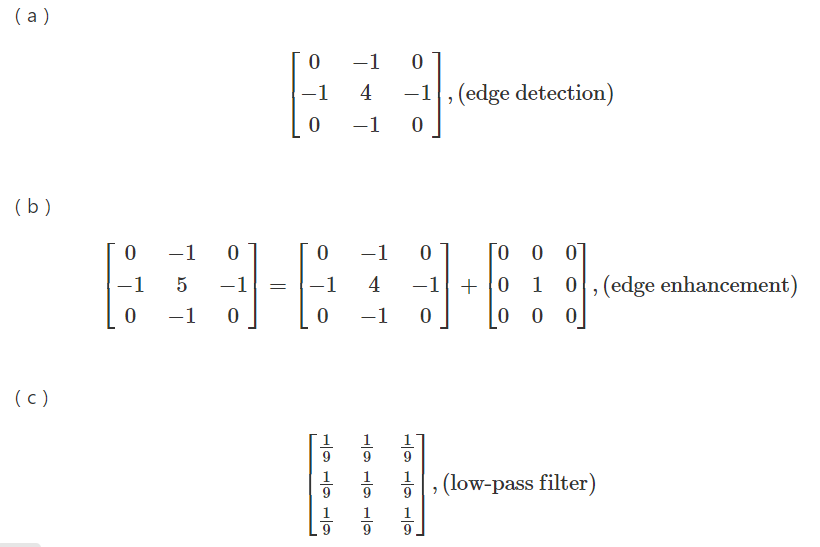 ( a )
0 −1 0
−1 4 −1 , (edge detection)
0 −1 0
( b )
0 −1 0 0 −1 0 0 0 0
−1 5 −1 = −1 4 −1 + 0 1 0 , (edge enhancement)
0 −1 0 0 −1 0 0 0 0
( c )
1/9 1/9 1/9
1/9 1/9 1/9 , (low-pass filter)
1/9 1/9 1/9